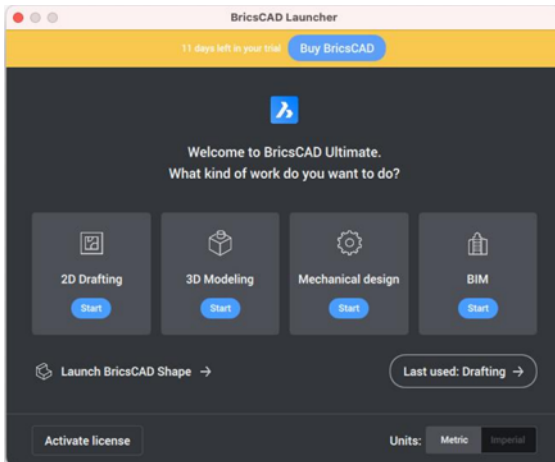 BricsCAD Launcher
11 days left in your trial Buy BricsCAD
Welcome to BricsCAD Ultimate.
What kind of work do you want to do?
2D Drafting 3D Modeling Mechanical design BIM
Start Start Start Start
Launch BricsCAD Shape → Last used: Drafting →
Activate license Units: Metric Imperial